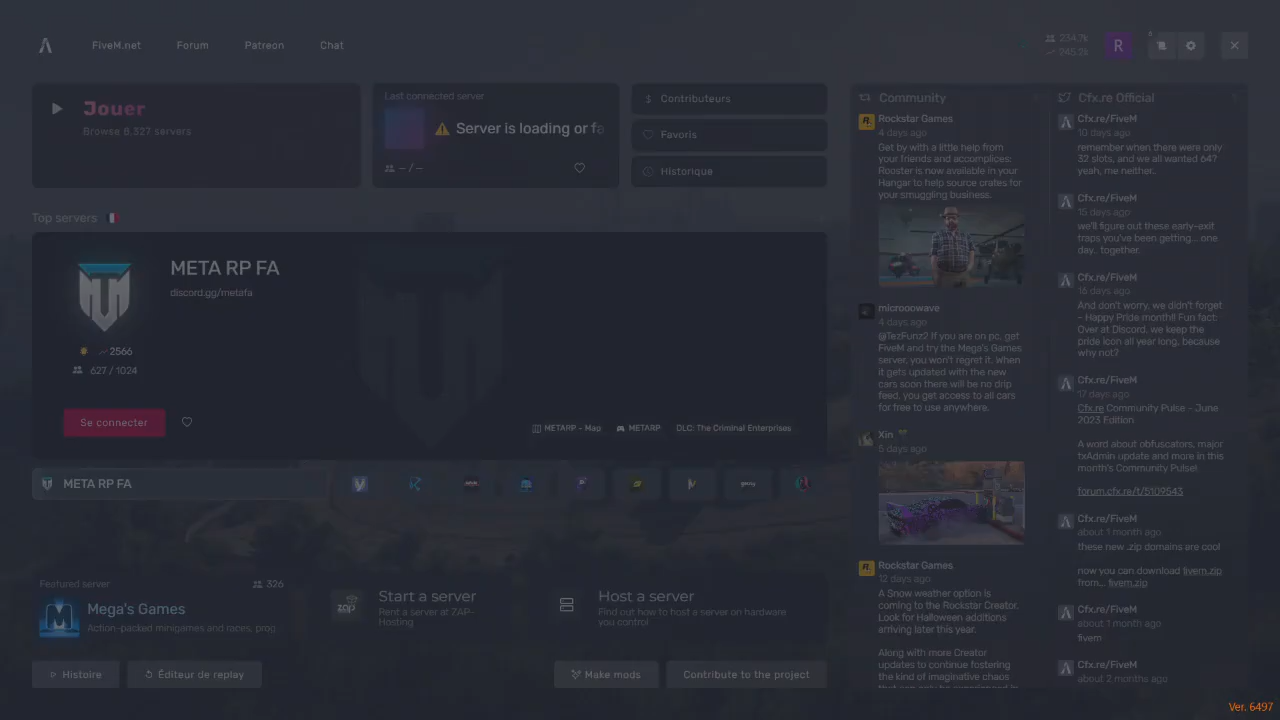 FiveM.net
Forum
Patreon
Chat
234.7k
245.2k
R
Jouer
Browse 8,327 servers
Last connected server
Server is loading or fa
– / –
Contributeurs
Favoris
Historique
Top servers
META RP FA
discord.gg/metafa
2566
627 / 1024
Se connecter
METARP - Map
METARP
DLC: The Criminal Enterprises
META RP FA
Featured server
326
Mega's Games
Action-packed minigames and races, prog
zap
Start a server
Rent a server at ZAP-
Hosting
Host a server
Find out how to host a server on hardware
you control
Histoire
Éditeur de replay
Make mods
Contribute to the project
Community
Rockstar Games
4 days ago
Get by with a little help from
your friends and accomplices:
Rooster is now available in your
Hangar to help source crates for
your smuggling business.
microoowave
4 days ago
@TezFunz2 If you are on pc, get
FiveM and try the Mega's Games
server, you won't regret it. When
it gets updated with the new
cars soon there will be no drip
feed, you get access to all cars
for free to use anywhere.
Xin
6 days ago
Rockstar Games
12 days ago
A Snow weather option is
coming to the Rockstar Creator.
Look for Halloween additions
arriving later this year.
Along with more Creator
updates to continue fostering
the kind of imaginative chaos
that can only be experienced in
Cfx.re Official
Cfx.re/FiveM
10 days ago
remember when there were only
32 slots, and we all wanted 64?
yeah, me neither..
Cfx.re/FiveM
15 days ago
we'll figure out these early-exit
traps you've been getting... one
day.. together.
Cfx.re/FiveM
16 days ago
And don't worry, we didn't forget
- Happy Pride month!! Fun fact:
Over at Discord, we keep the
pride icon all year long, because
why not?
Cfx.re/FiveM
17 days ago
Cfx.re Community Pulse - June
2023 Edition
A word about obfuscators, major
txAdmin update and more in this
month's Community Pulse!
forum.cfx.re/t/5109543
Cfx.re/FiveM
about 1 month ago
these new .zip domains are cool
now you can download fivem.zip
from... fivem.zip
Cfx.re/FiveM
about 1 month ago
fivem
Cfx.re/FiveM
about 2 months ago
Ver. 6497